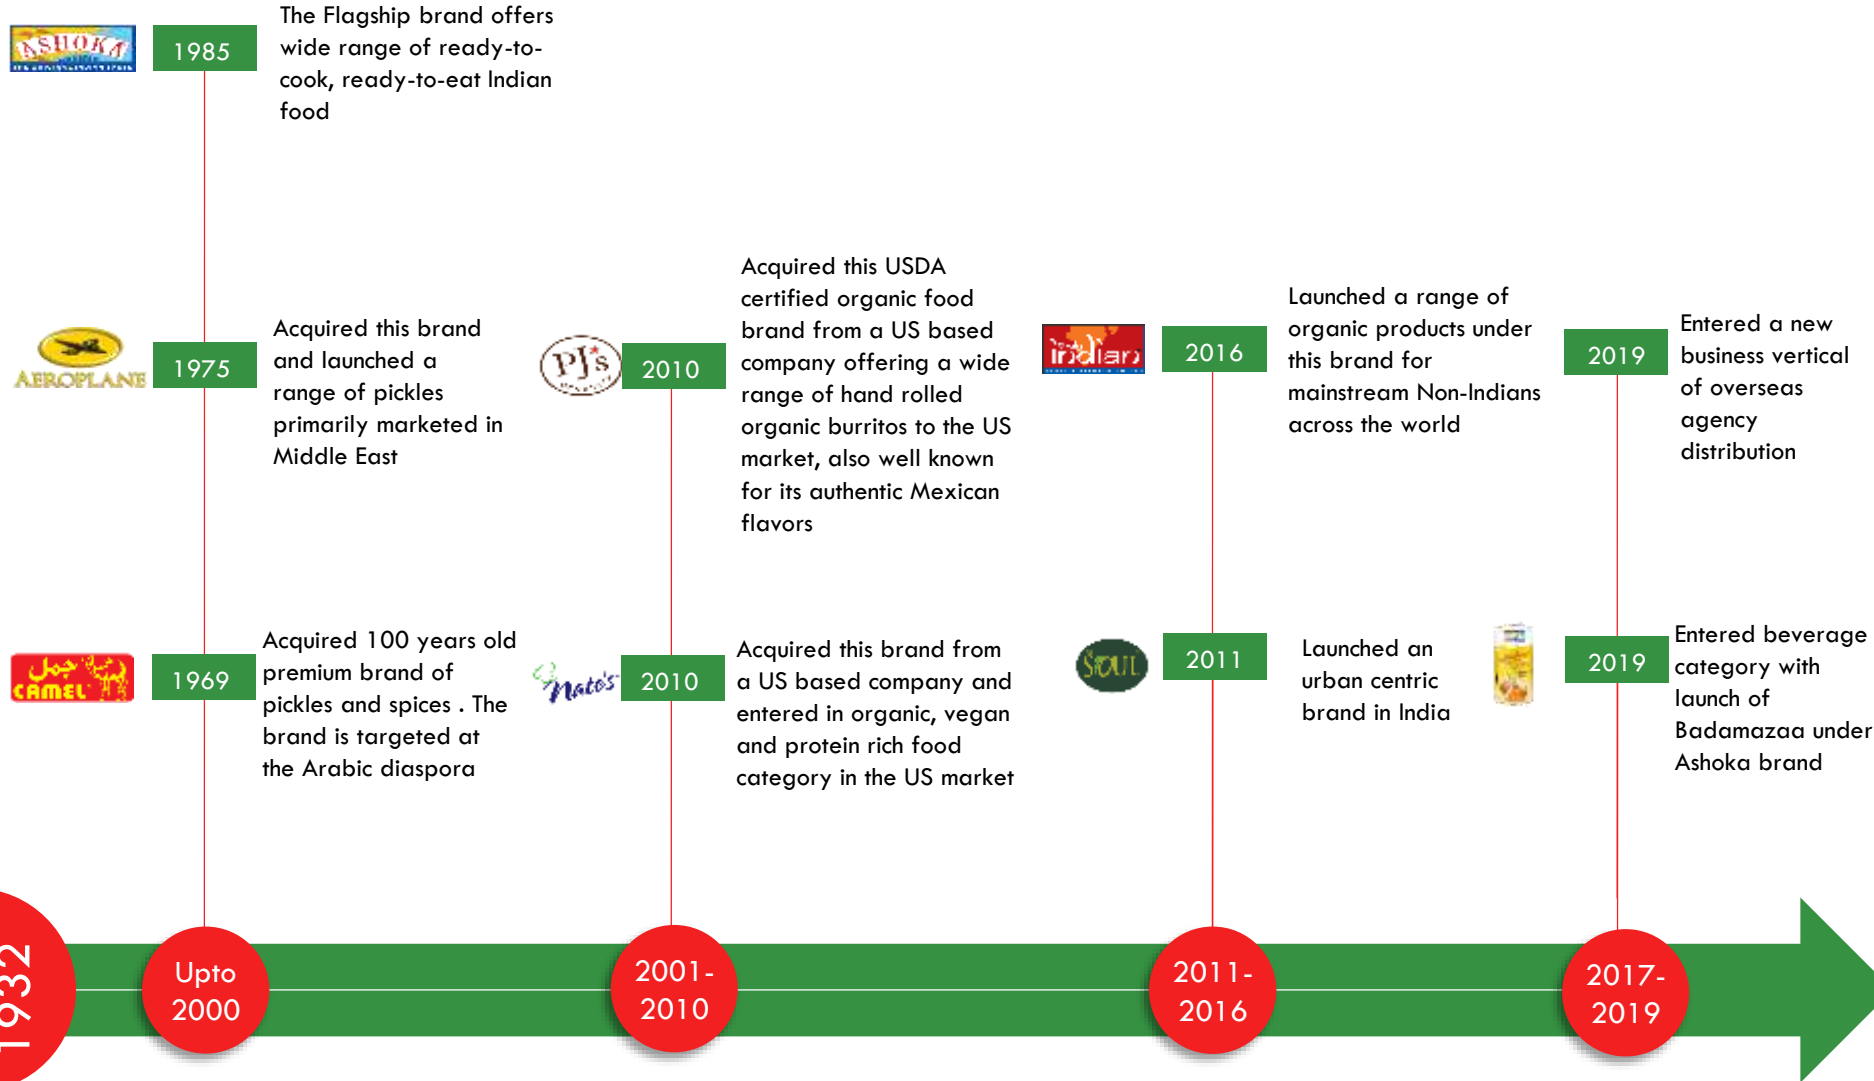 ASHOKA
1985
The Flagship brand offers
wide range of ready-to-
cook, ready-to-eat Indian
food
AEROPLANE
1975
Acquired this brand
and launched a
range of pickles
primarily marketed in
Middle East
PJ's
2010
Acquired this USDA
certified organic food
brand from a US based
company offering a wide
range of hand rolled
organic burritos to the US
market, also well known
for its authentic Mexican
flavors
indian
2016
Launched a range of
organic products under
this brand for
mainstream Non-Indians
across the world
2019
Entered a new
business vertical
of overseas
agency
distribution
جمل
CAMEL
1969
Acquired 100 years old
premium brand of
pickles and spices . The
brand is targeted at
the Arabic diaspora
Nate's
2010
Acquired this brand from
a US based company and
entered in organic, vegan
and protein rich food
category in the US market
SOUL
2011
Launched an
urban centric
brand in India
2019
Entered beverage
category with
launch of
Badamazaa under
Ashoka brand
1932
Upto
2000
2001-
2010
2011-
2016
2017-
2019